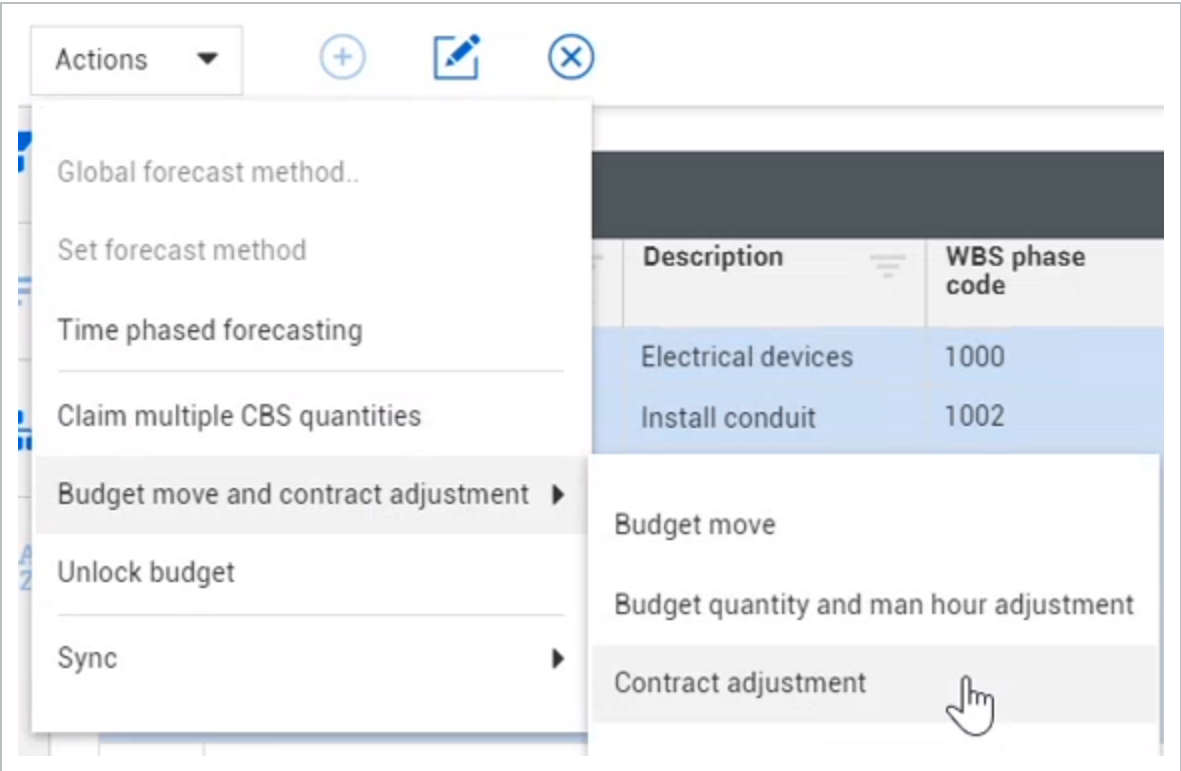 Actions
Global forecast method..
Set forecast method
Time phased forecasting
Claim multiple CBS quantities
Budget move and contract adjustment
Unlock budget
Sync
Description
WBS phase
code
Electrical devices
1000
Install conduit
1002
Budget move
Budget quantity and man hour adjustment
Contract adjustment